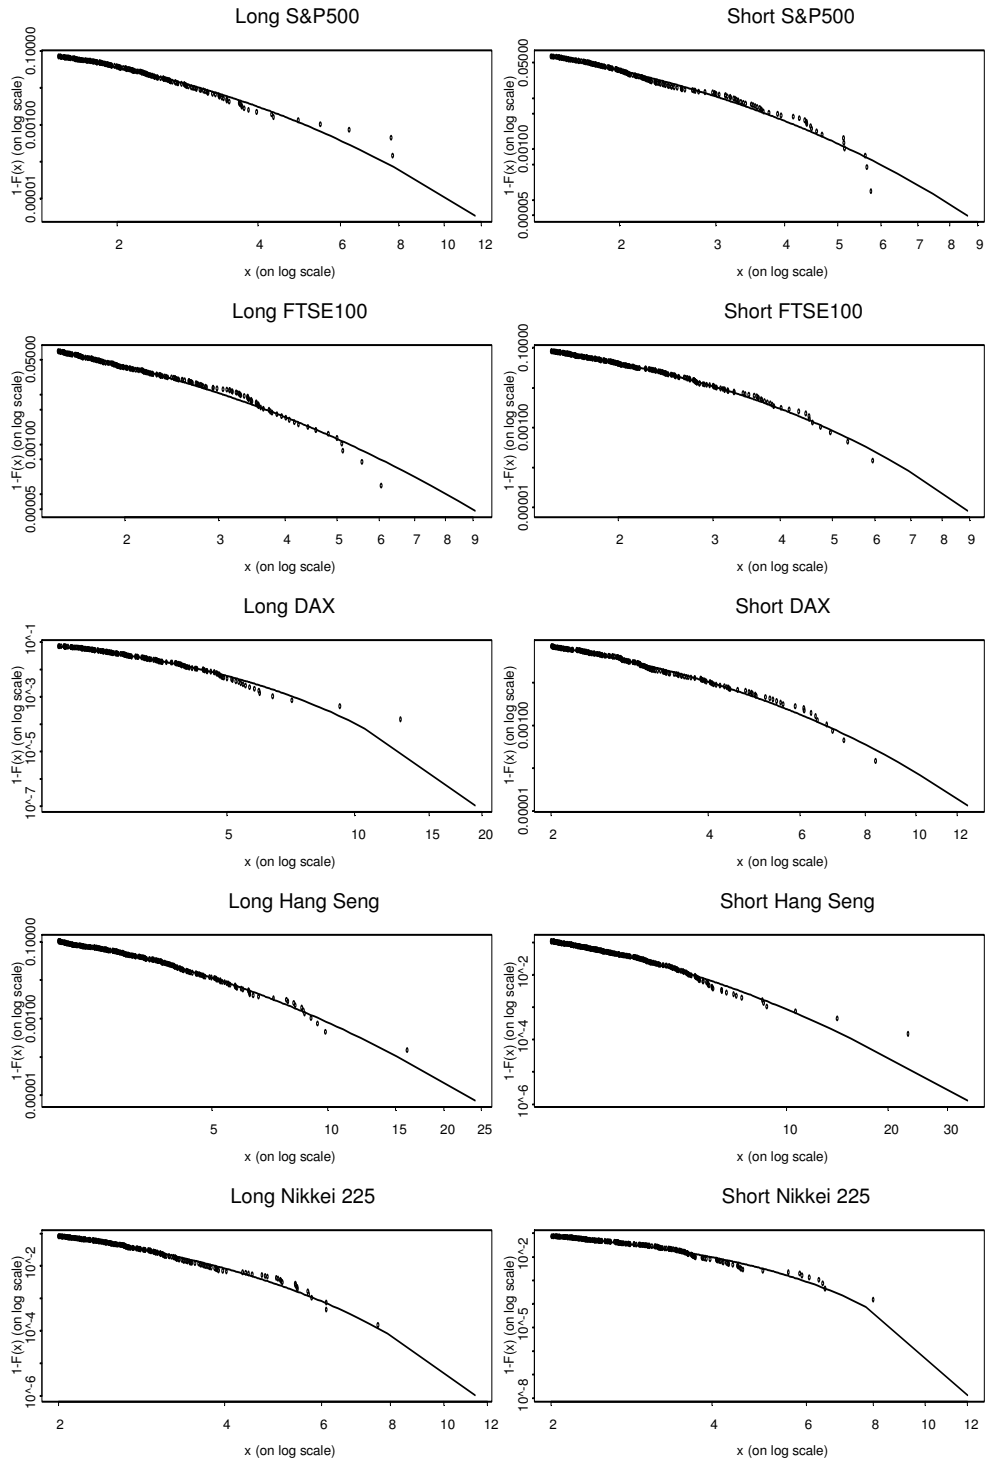 Long S&P500
1-F(x) (on log scale)
0.10000
0.00100
0.00001
2 4 6 8 10 12
x (on log scale)
Short S&P500
1-F(x) (on log scale)
0.05000
0.00100
0.00005
2 3 4 5 6 7 8 9
x (on log scale)
Long FTSE100
1-F(x) (on log scale)
0.05000
0.00100
0.00005
2 3 4 5 6 7 8 9
x (on log scale)
Short FTSE100
1-F(x) (on log scale)
0.10000
0.00100
0.00001
2 3 4 5 6 7 8 9
x (on log scale)
Long DAX
1-F(x) (on log scale)
10^-1
10^-3
10^-5
10^-7
5 10 15 20
x (on log scale)
Short DAX
1-F(x) (on log scale)
0.00100
0.00001
2 4 6 8 10 12
x (on log scale)
Long Hang Seng
1-F(x) (on log scale)
0.10000
0.00100
0.00001
5 10 15 20 25
x (on log scale)
Short Hang Seng
1-F(x) (on log scale)
10^-2
10^-4
10^-6
10 20 30
x (on log scale)
Long Nikkei 225
1-F(x) (on log scale)
10^-2
10^-4
10^-6
2 4 6 8 10 12
x (on log scale)
Short Nikkei 225
1-F(x) (on log scale)
10^-2
10^-5
10^-8
2 4 6 8 10 12
x (on log scale)